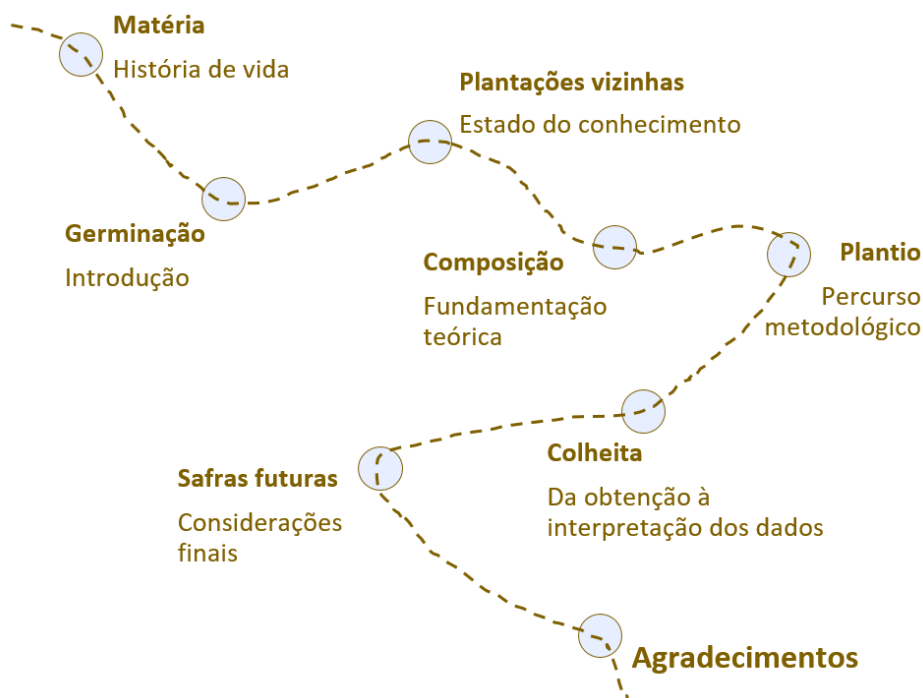 Matéria
História de vida
Germinação
Introdução
Plantações vizinhas
Estado do conhecimento
Composição
Fundamentação
teórica
Plantio
Percurso
metodológico
Colheita
Da obtenção à
interpretação dos dados
Safras futuras
Considerações
finais
Agradecimentos